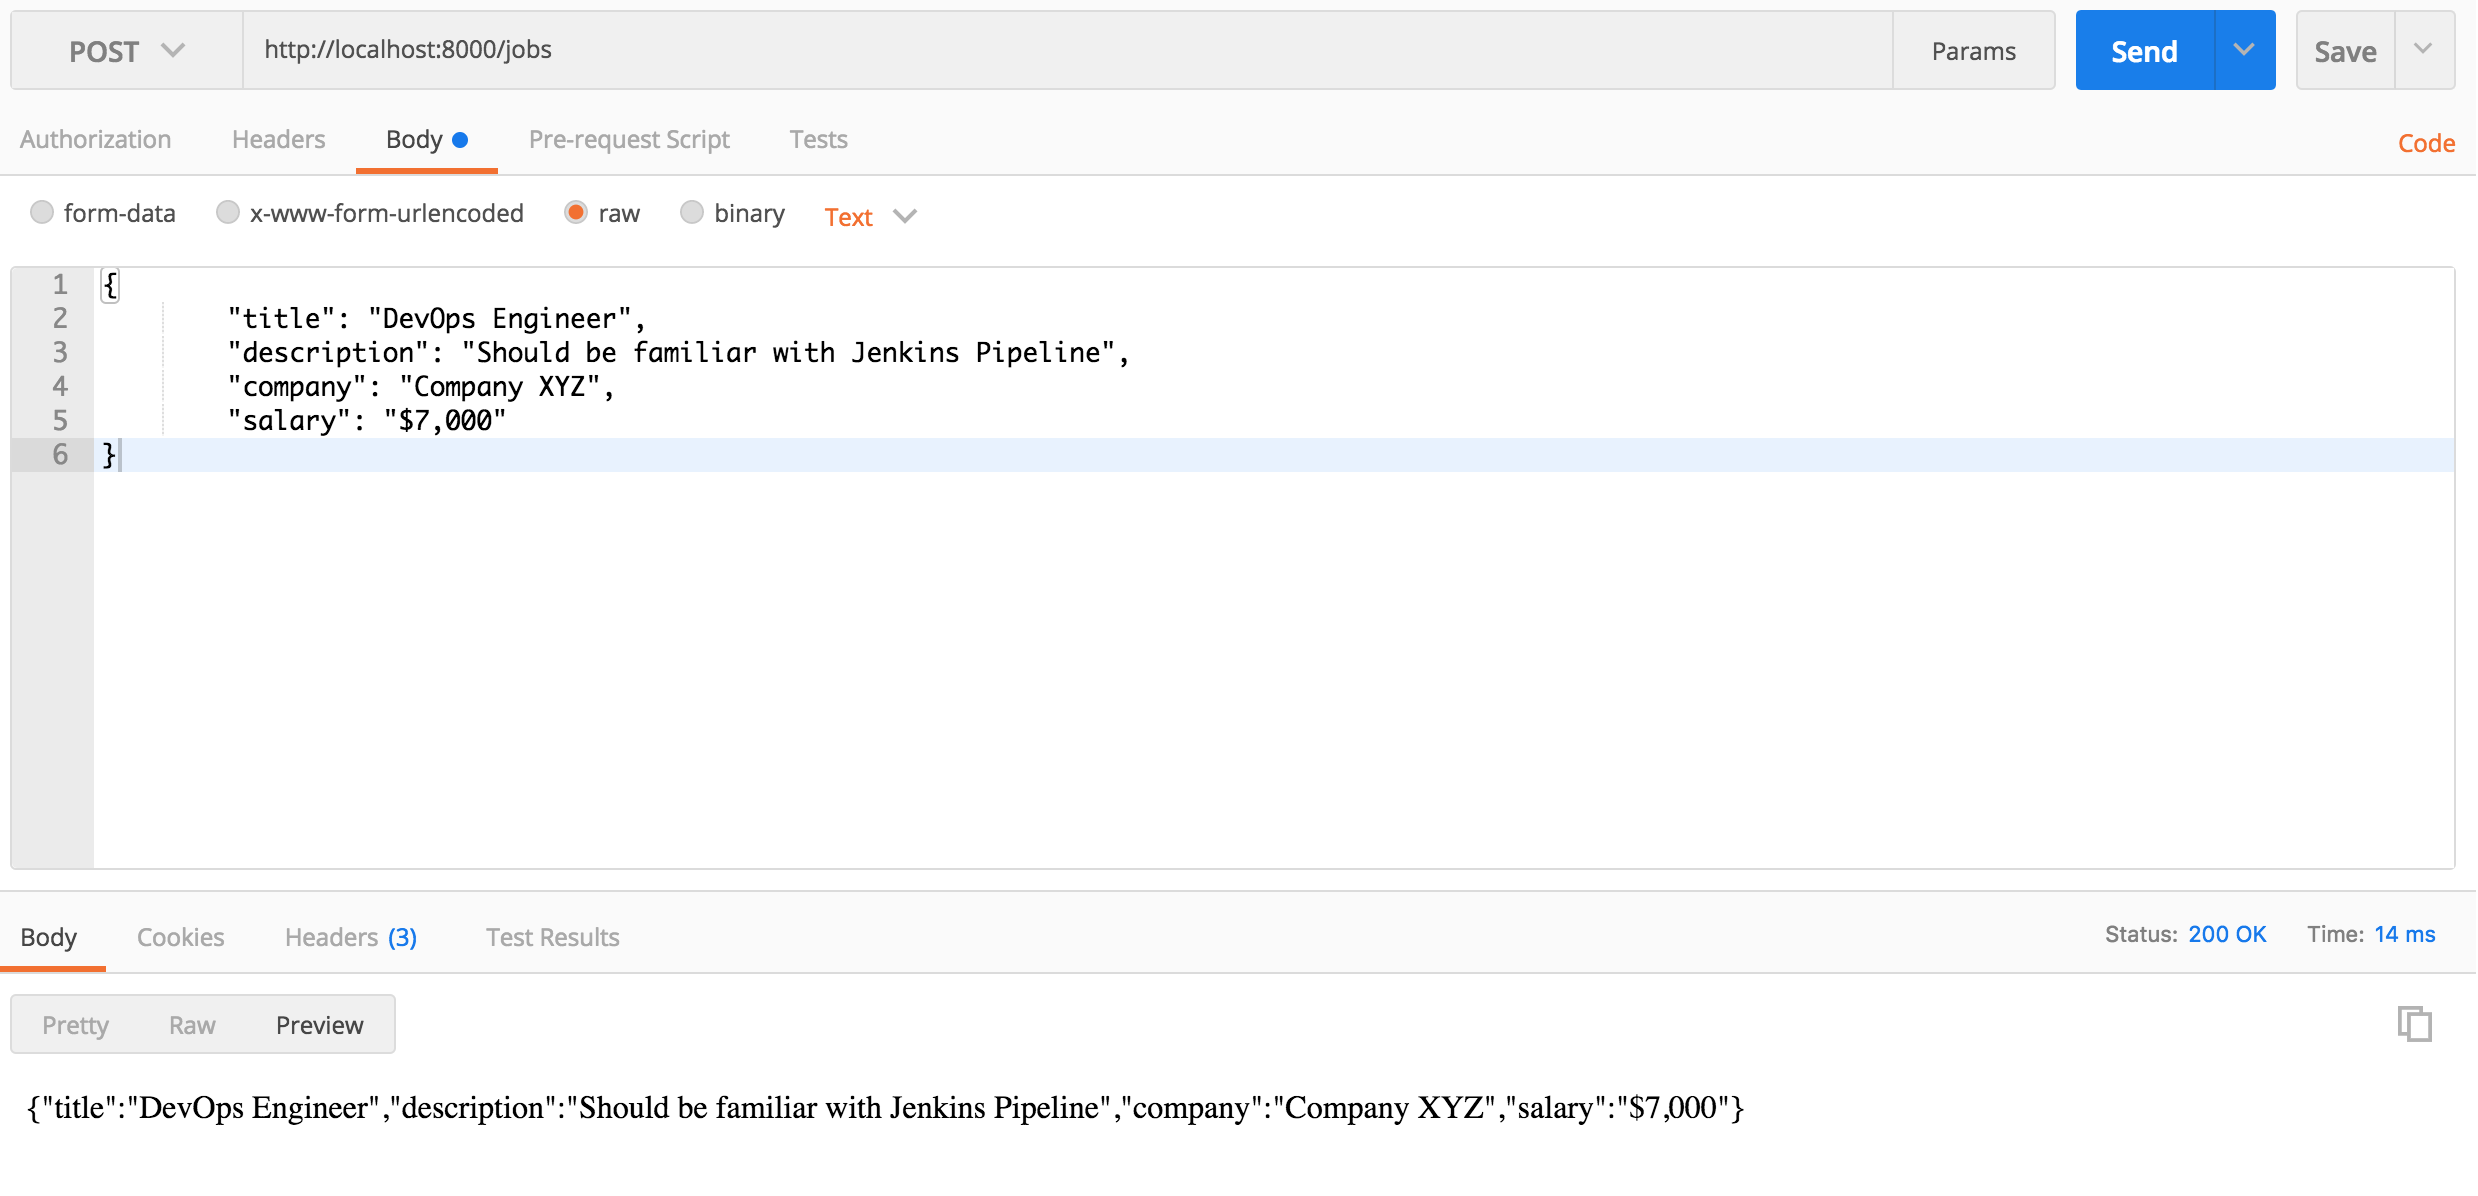 POST http://localhost:8000/jobs Params Send Save
Authorization Headers Body Pre-request Script Tests Code
form-data x-www-form-urlencoded raw binary Text
1 {
2 "title": "DevOps Engineer",
3 "description": "Should be familiar with Jenkins Pipeline",
4 "company": "Company XYZ",
5 "salary": "$7,000"
6 }
Body Cookies Headers (3) Test Results Status: 200 OK Time: 14 ms
Pretty Raw Preview
{"title":"DevOps Engineer","description":"Should be familiar with Jenkins Pipeline","company":"Company XYZ","salary":"$7,000"}